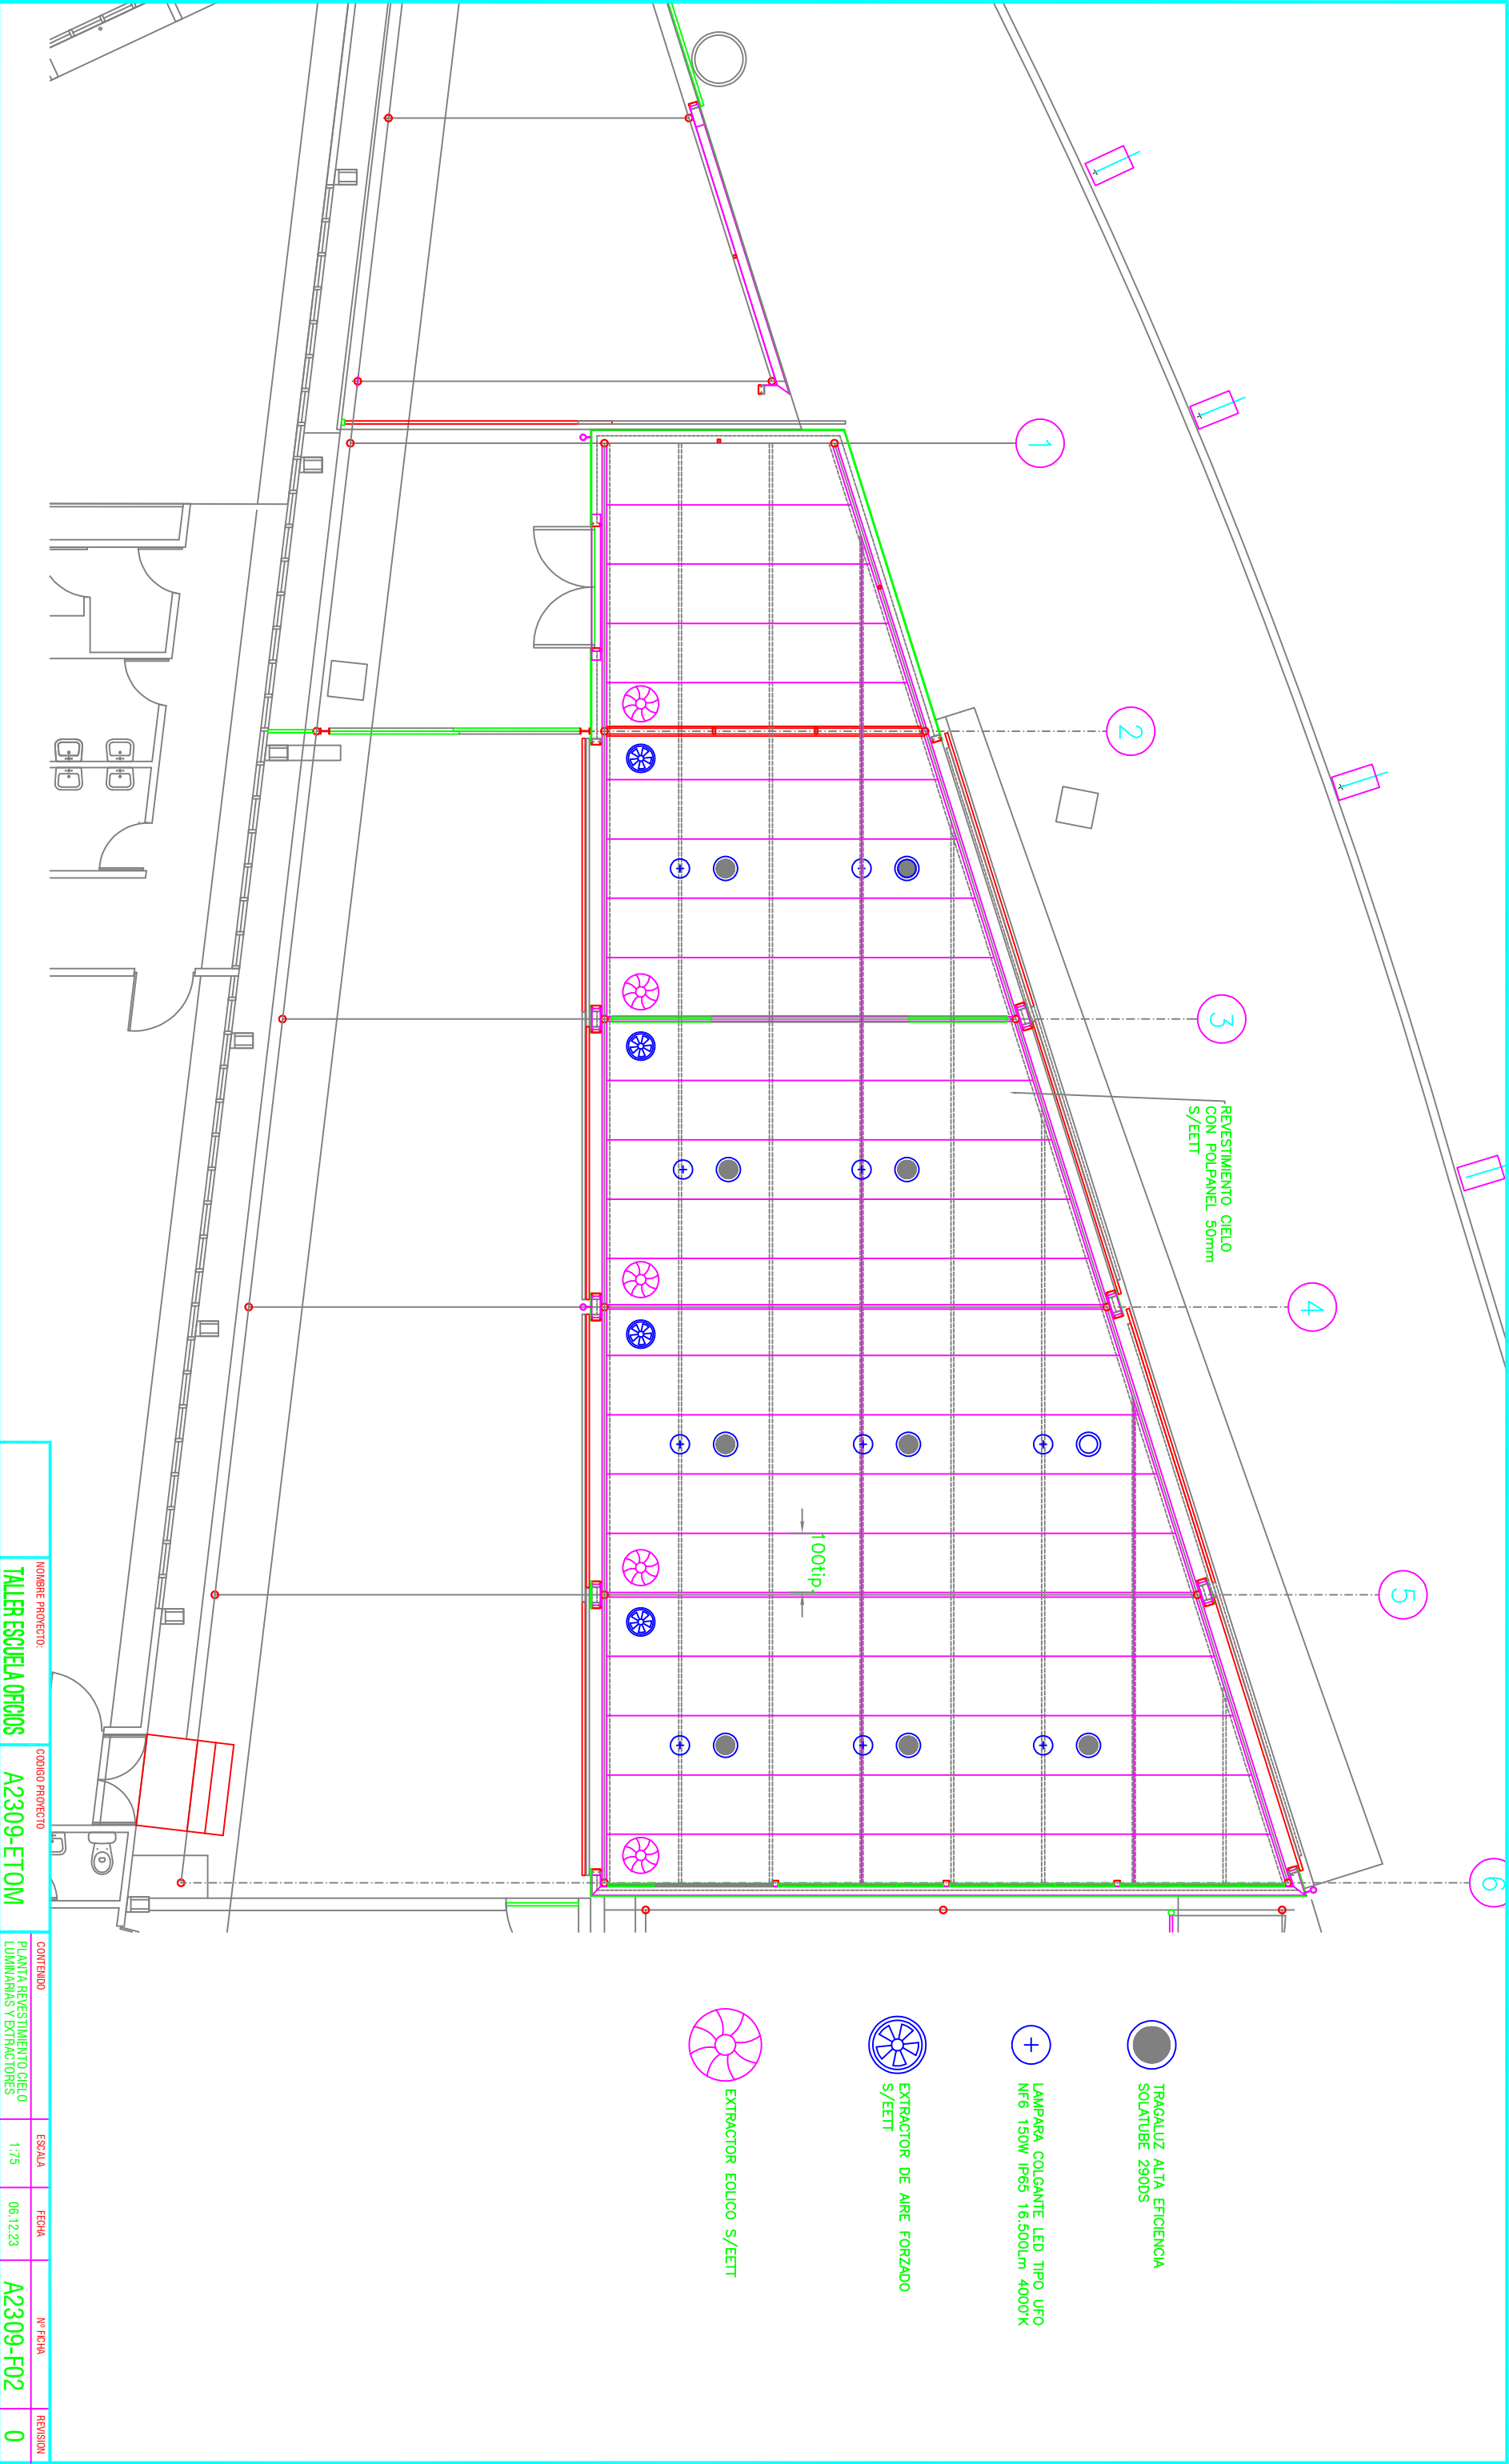 1
2
3
4
5
6
REVESTIMIENTO CIELO
CON POLPANEL 50mm
S/EETT
100tip.
TRAGALUZ ALTA EFICIENCIA
SOLATUBE 290DS
LAMPARA COLGANTE LED TIPO UFO
NF6 150W IP65 16.500Lm 4000°K
EXTRACTOR DE AIRE FORZADO
S/EETT
EXTRACTOR EOLICO S/EETT
NOMBRE PROYECTO:
TALLER ESCUELA OFICIOS
CODIGO PROYECTO
A2309-ETOM
CONTENIDO
PLANTA REVESTIMIENTO CIELO
LUMINARIAS Y EXTRACTORES
ESCALA
1:75
FECHA
06.12.23
Nº FICHA
A2309-F02
REVISION
0